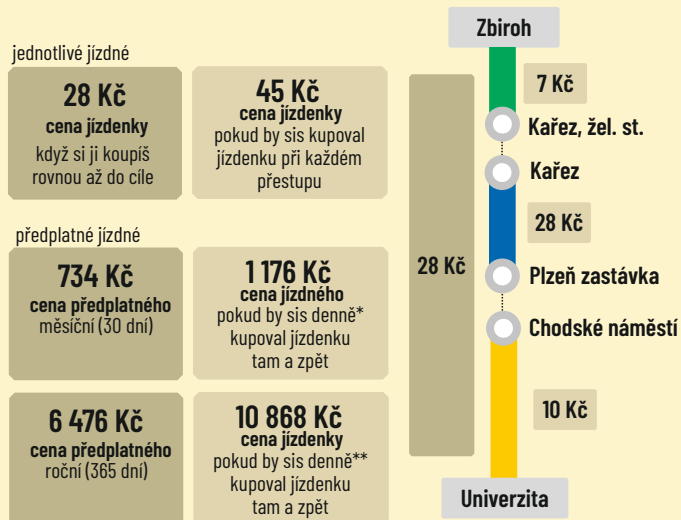 jednotlivé jízdné
28 Kč
cena jízdenky
když si ji koupíš
rovnou až do cíle
45 Kč
cena jízdenky
pokud by sis kupoval
jízdenku při každém
přestupu
předplatné jízdné
734 Kč
cena předplatného
měsíční (30 dní)
1 176 Kč
cena jízdného
pokud by sis denně*
kupoval jízdenku
tam a zpět
6 476 Kč
cena předplatného
roční (365 dní)
10 868 Kč
cena jízdenky
pokud by sis denně**
kupoval jízdenku
tam a zpět
Zbiroh
7 Kč
Kařez, žel. st.
Kařez
28 Kč
28 Kč
Plzeň zastávka
Chodské náměstí
10 Kč
Univerzita